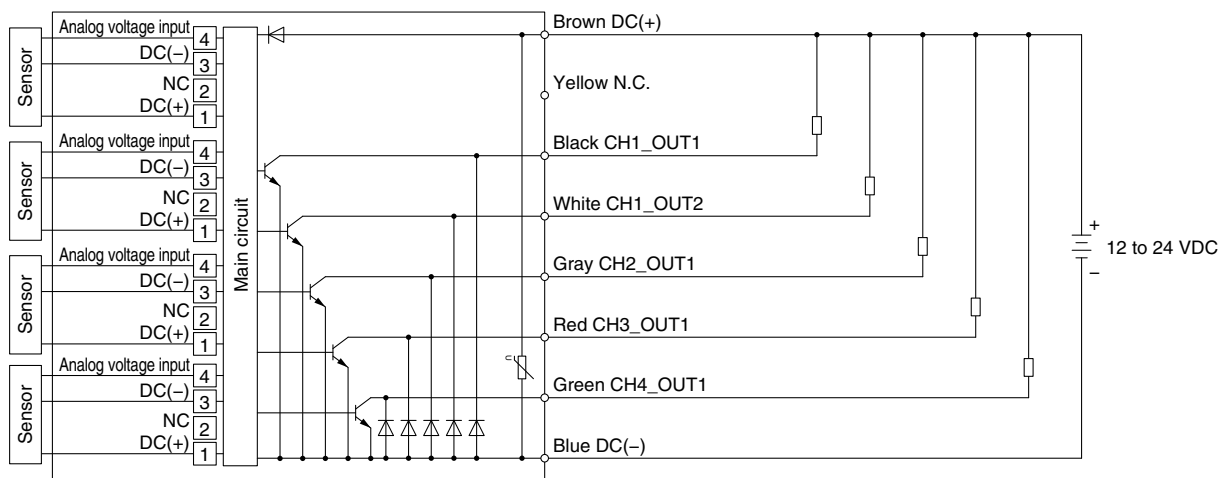 Sensor
Analog voltage input 4
DC(−) 3
NC 2
DC(+) 1
Sensor
Analog voltage input 4
DC(−) 3
NC 2
DC(+) 1
Sensor
Analog voltage input 4
DC(−) 3
NC 2
DC(+) 1
Sensor
Analog voltage input 4
DC(−) 3
NC 2
DC(+) 1
Main circuit
Brown DC(+)
Yellow N.C.
Black CH1_OUT1
White CH1_OUT2
Gray CH2_OUT1
Red CH3_OUT1
Green CH4_OUT1
Blue DC(−)
+
12 to 24 VDC
−